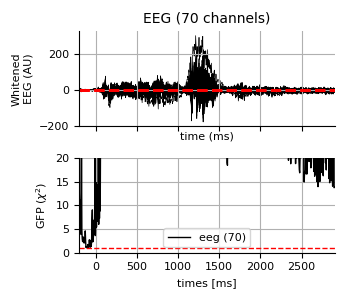 EEG (70 channels)
Whitened
EEG (AU)
200
0
−200
time (ms)
GFP (χ²)
20
15
10
5
0
eeg (70)
0 500 1000 1500 2000 2500
times [ms]